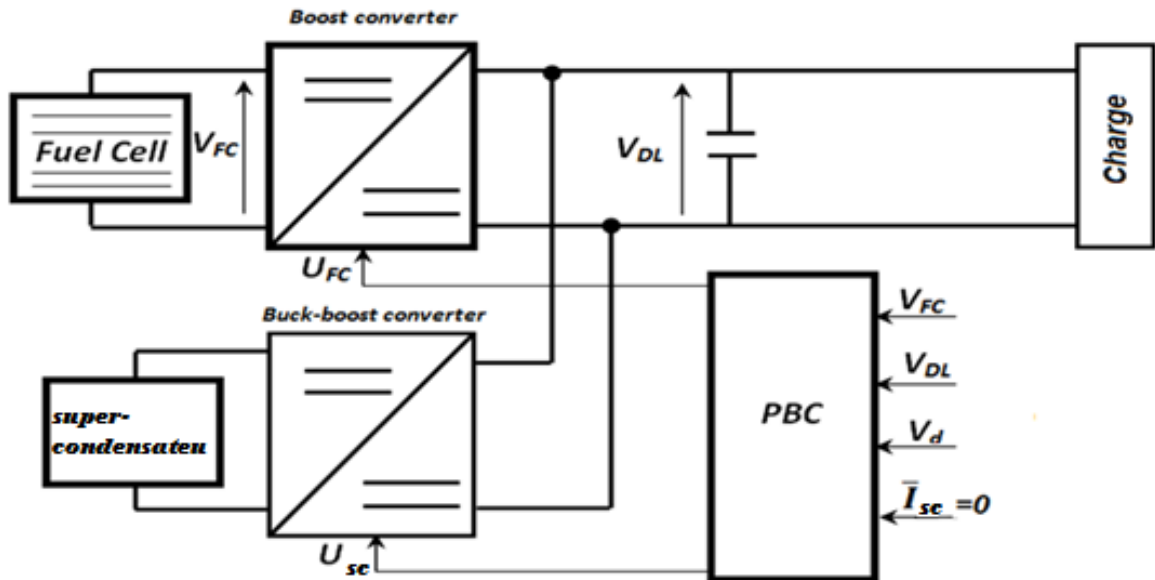 Boost converter
Fuel Cell
V_FC
V_DL
Charge
U_FC
Buck-boost converter
super-
condensateu
U_sc
PBC
V_FC
V_DL
V_d
Ī_sc =0